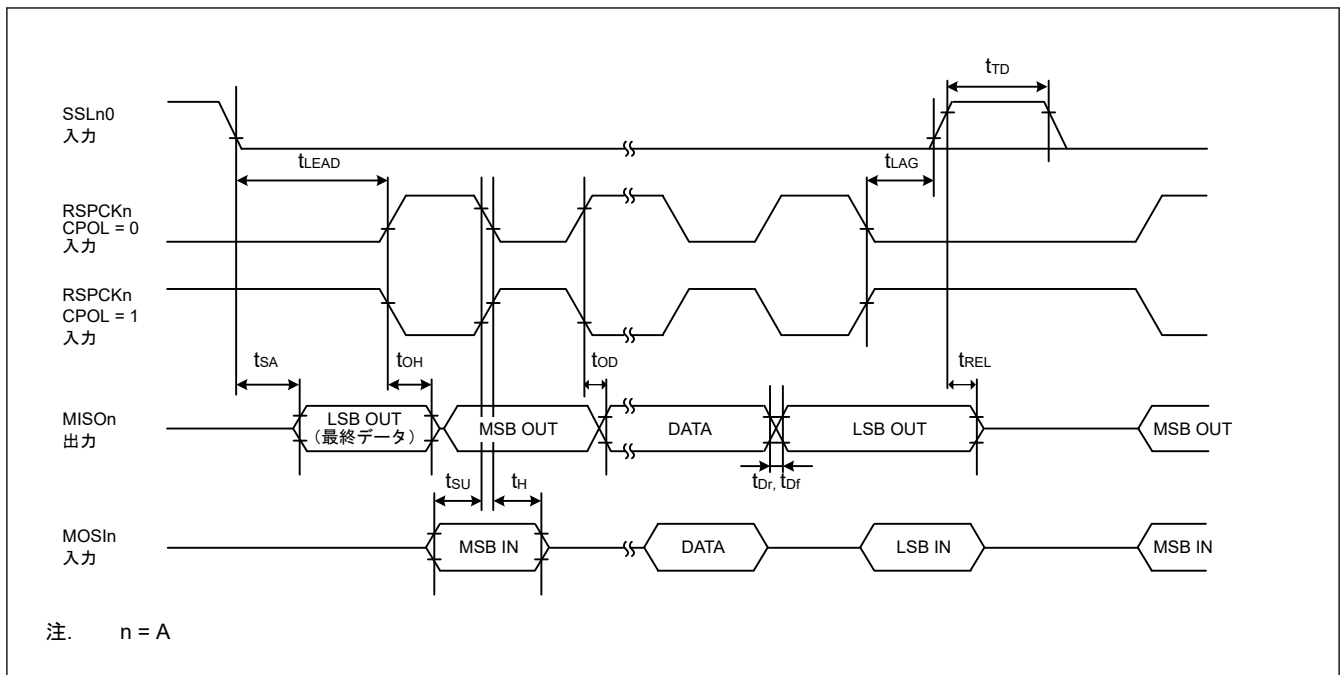 tTD
SSLn0
入力
tLEAD
tLAG
RSPCKn
CPOL = 0
入力
RSPCKn
CPOL = 1
入力
tSA
tOH
tOD
tREL
MISOn
出力
LSB OUT
(最終データ)
MSB OUT
DATA
LSB OUT
MSB OUT
tSU
tH
tDr, tDf
MOSIn
入力
MSB IN
DATA
LSB IN
MSB IN
注. n = A